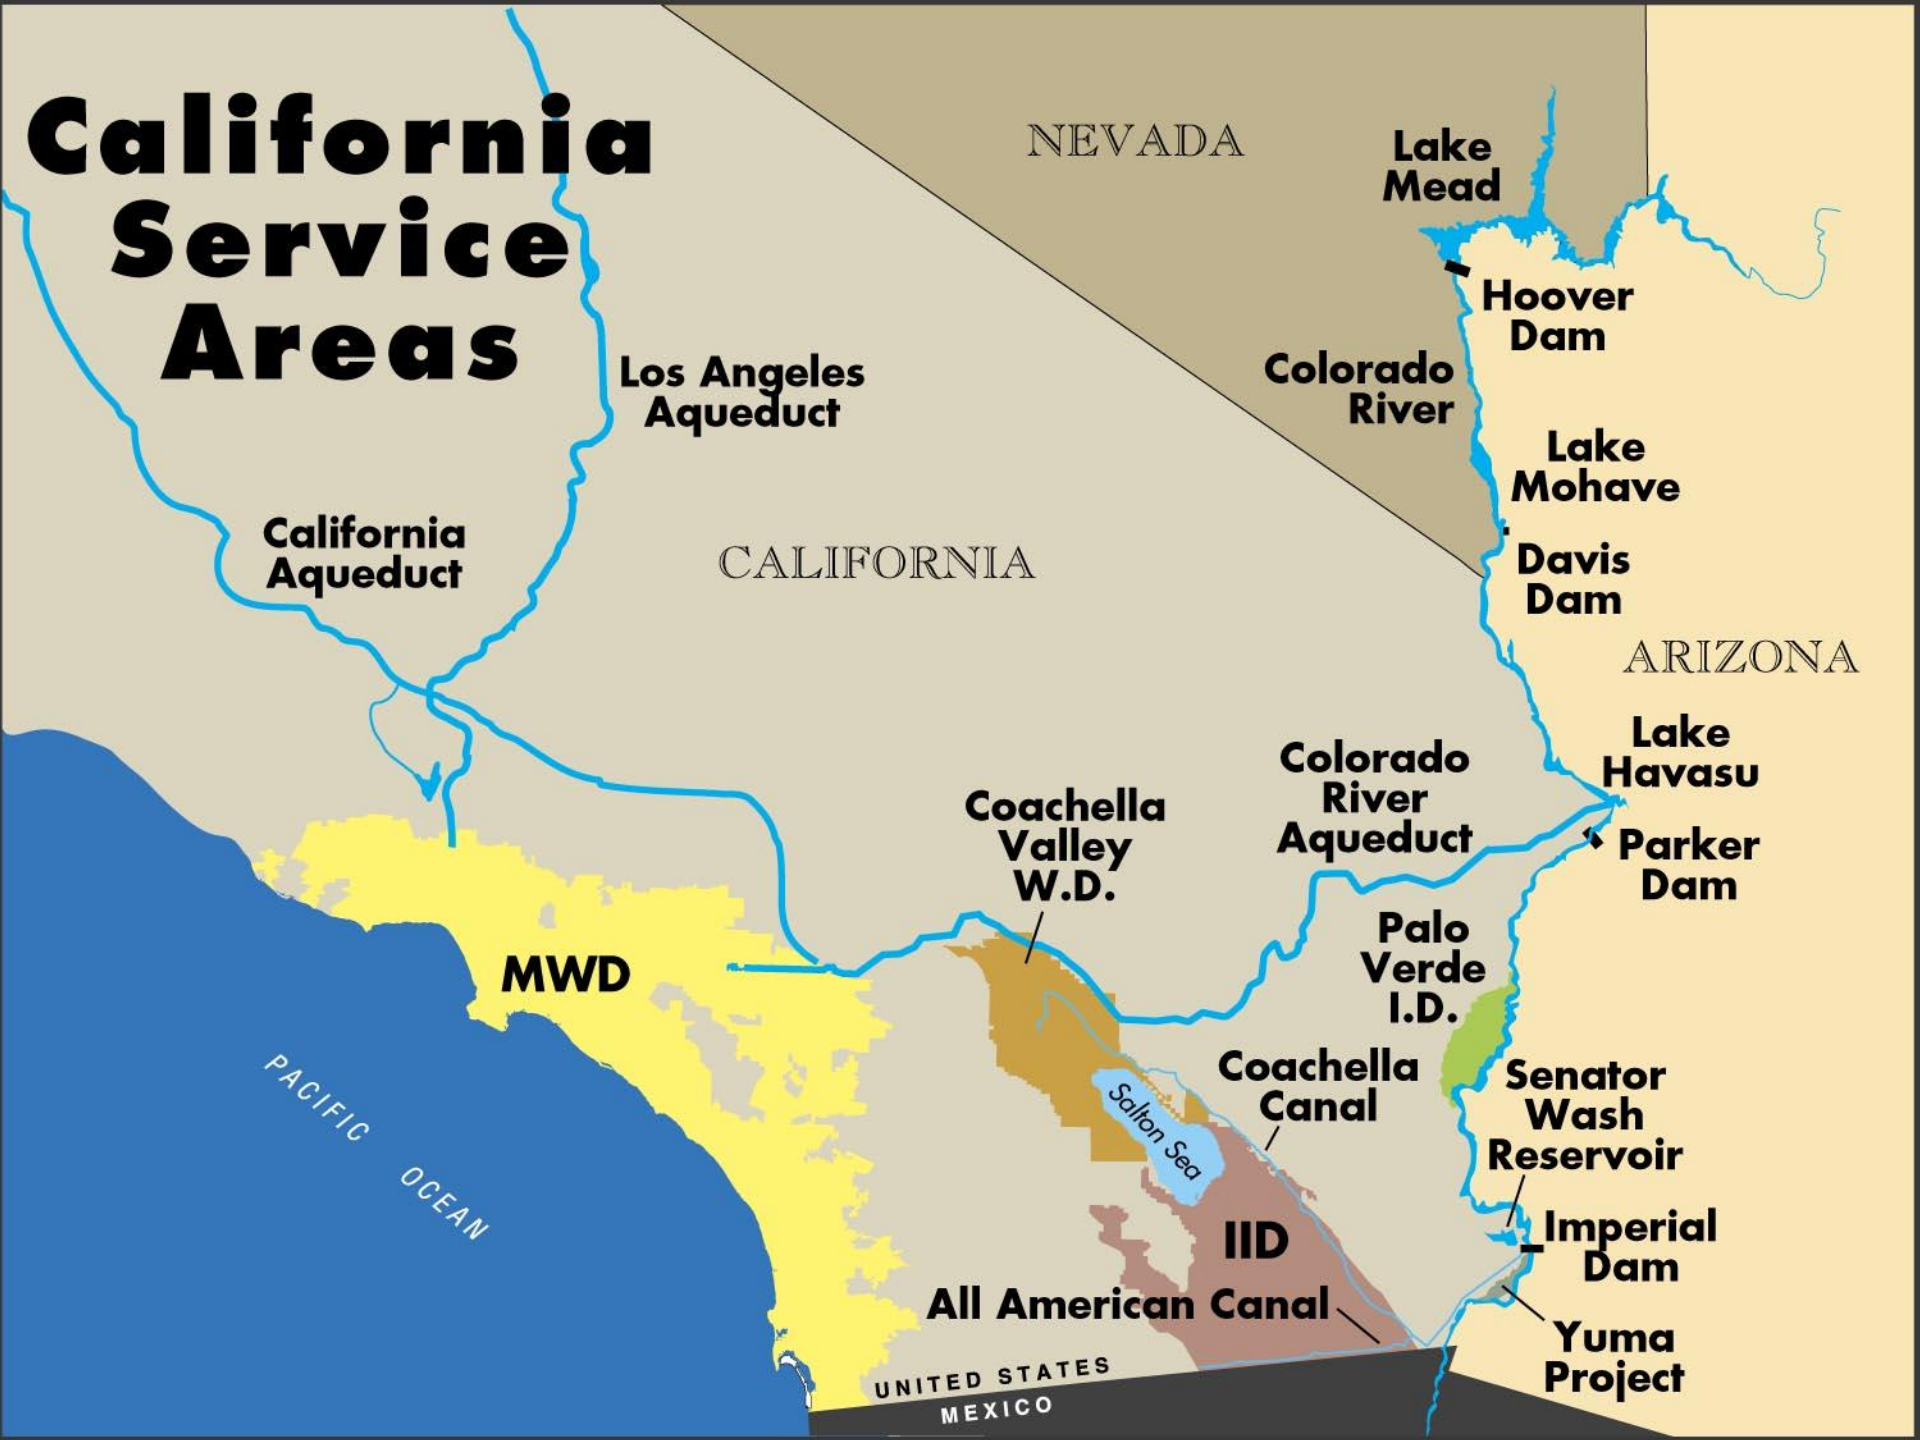 California
Service
Areas
NEVADA
Lake
Mead
Hoover
Dam
Colorado
River
Los Angeles
Aqueduct
Lake
Mohave
California
Aqueduct
CALIFORNIA
Davis
Dam
ARIZONA
Lake
Havasu
Colorado
River
Aqueduct
Coachella
Valley
W.D.
Parker
Dam
Palo
Verde
I.D.
MWD
PACIFIC OCEAN
Coachella
Canal
Salton Sea
Senator
Wash
Reservoir
IID
Imperial
Dam
All American Canal
Yuma
Project
UNITED STATES
MEXICO